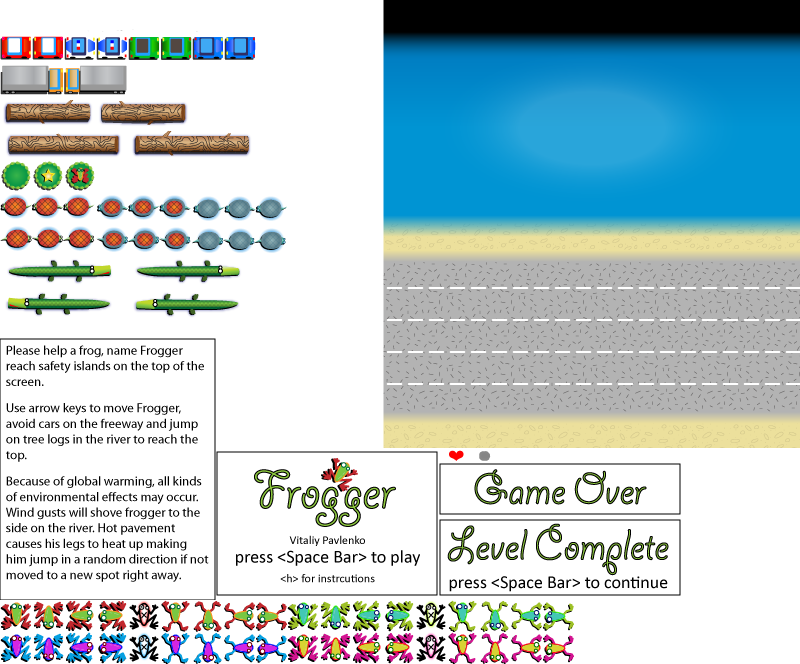 Please help a frog, name Frogger
reach safety islands on the top of the
screen.
Use arrow keys to move Frogger,
avoid cars on the freeway and jump
on tree logs in the river to reach the
top.
Because of global warming, all kinds
of environmental effects may occur.
Wind gusts will shove frogger to the
side on the river. Hot pavement
causes his legs to heat up making
him jump in a random direction if not
moved to a new spot right away.
Frogger
Vitaliy Pavlenko
press <Space Bar> to play
<h> for instrcutions
Game Over
Level Complete
press <Space Bar> to continue